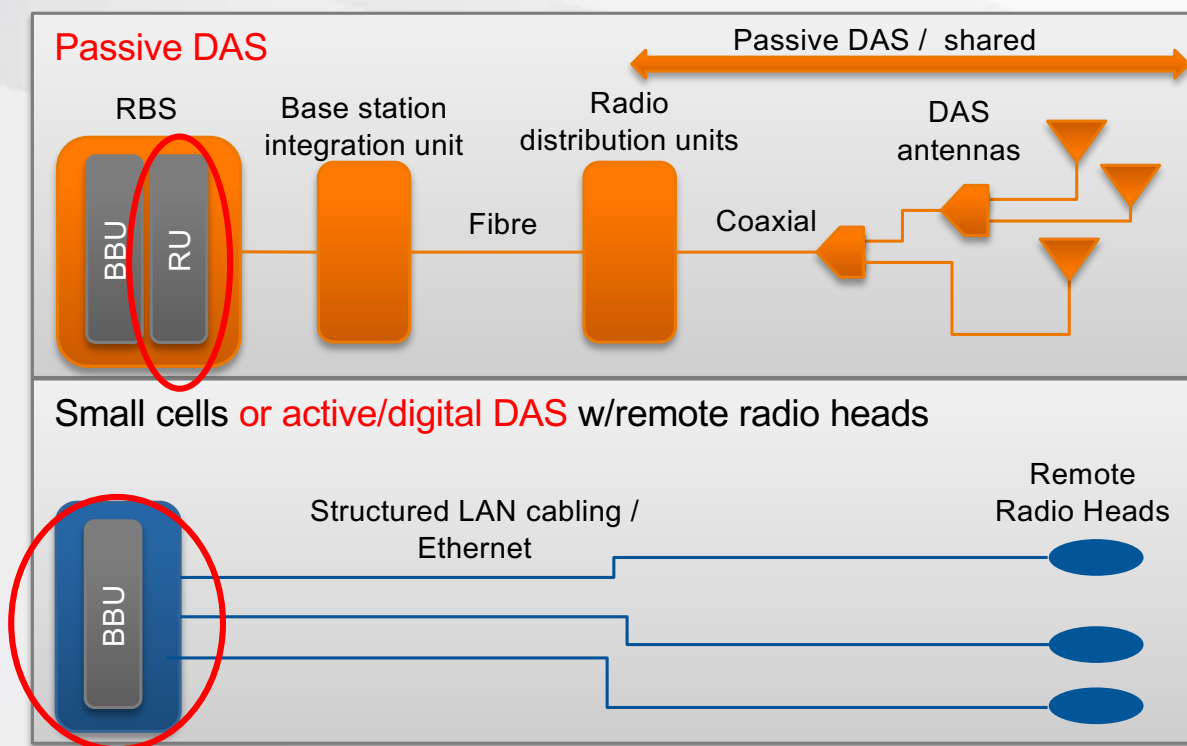 Passive DAS
Passive DAS / shared
RBS
Base station
integration unit
Radio
distribution units
DAS
antennas
BBU
RU
Fibre
Coaxial
Small cells or active/digital DAS w/remote radio heads
Structured LAN cabling /
Ethernet
Remote
Radio Heads
BBU